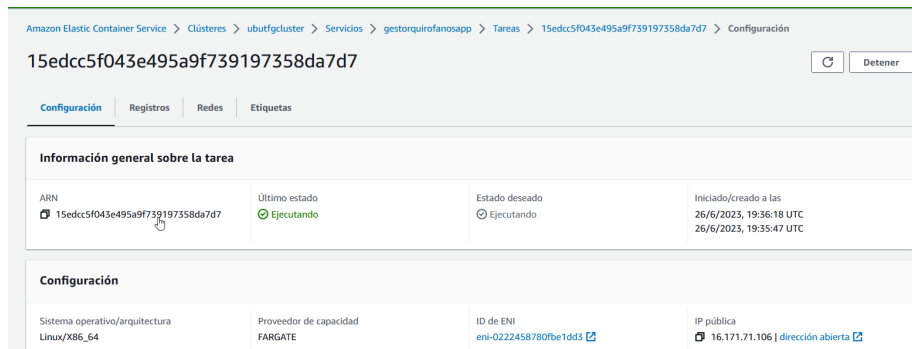 Amazon Elastic Container Service > Clústeres > ubutfgcluster > Servicios > gestorquirofanosapp > Tareas > 15edcc5f043e495a9f739197358da7d7 > Configuración
15edcc5f043e495a9f739197358da7d7
Detener
Configuración Registros Redes Etiquetas
Información general sobre la tarea
ARN Último estado Estado deseado Iniciado/creado a las
15edcc5f043e495a9f739197358da7d7 Ejecutando Ejecutando 26/6/2023, 19:36:18 UTC
26/6/2023, 19:35:47 UTC
Configuración
Sistema operativo/arquitectura Proveedor de capacidad ID de ENI IP pública
Linux/X86_64 FARGATE eni-0222458780fbe1dd3 16.171.71.106 | dirección abierta